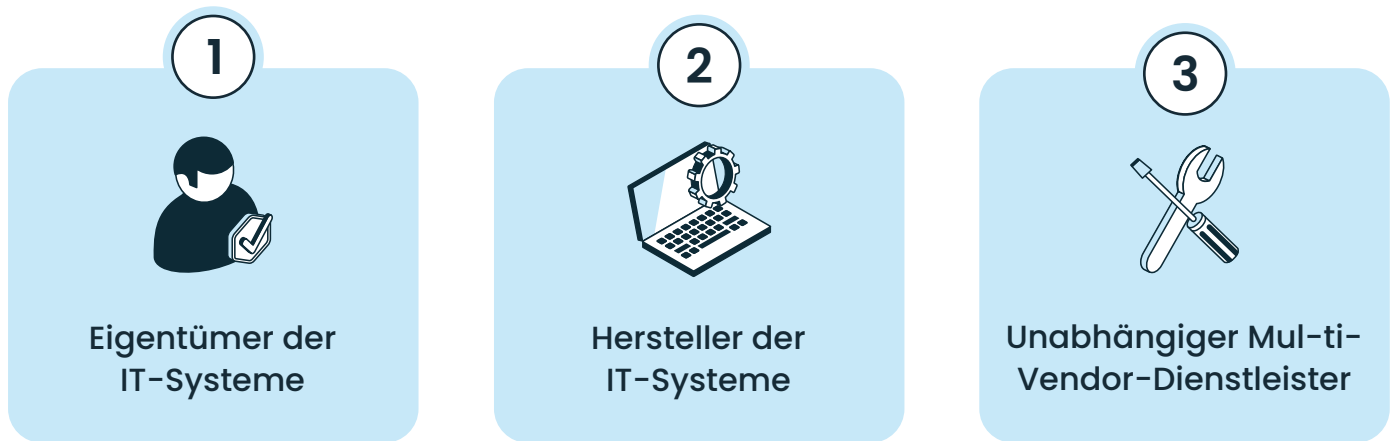 1
Eigentümer der
IT-Systeme
2
Hersteller der
IT-Systeme
3
Unabhängiger Mul-ti-
Vendor-Dienstleister